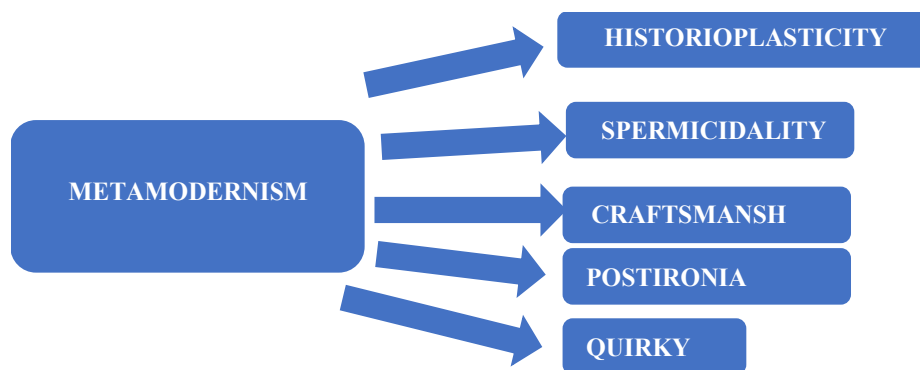 HISTORIOPLASTICITY
SPERMICIDALITY
METAMODERNISM
CRAFTSMANSH
POSTIRONIA
QUIRKY